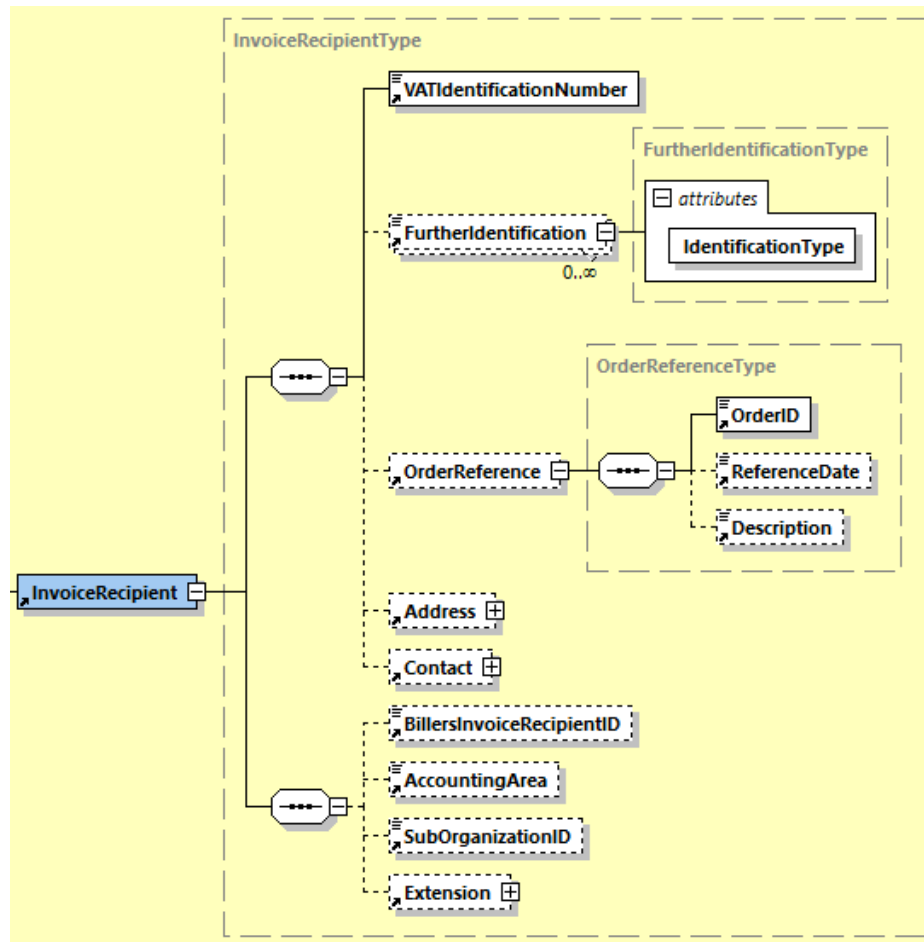 InvoiceRecipientType
VATIdentificationNumber
FurtherIdentificationType
attributes
FurtherIdentification
IdentificationType
0..∞
OrderReferenceType
OrderID
OrderReference
ReferenceDate
Description
InvoiceRecipient
Address
Contact
BillersInvoiceRecipientID
AccountingArea
SubOrganizationID
Extension